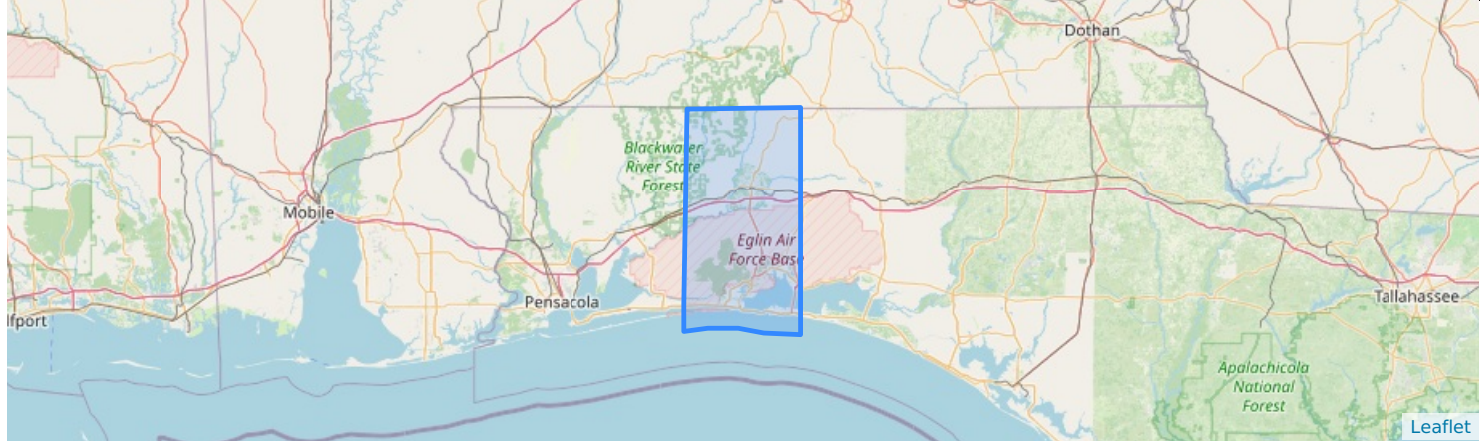 Dothan
Blackwater
River State
Forest
Mobile
Eglin Air
Force Base
Pensacola
Tallahassee
lfport
Apalachicola
National
Forest
Leaflet